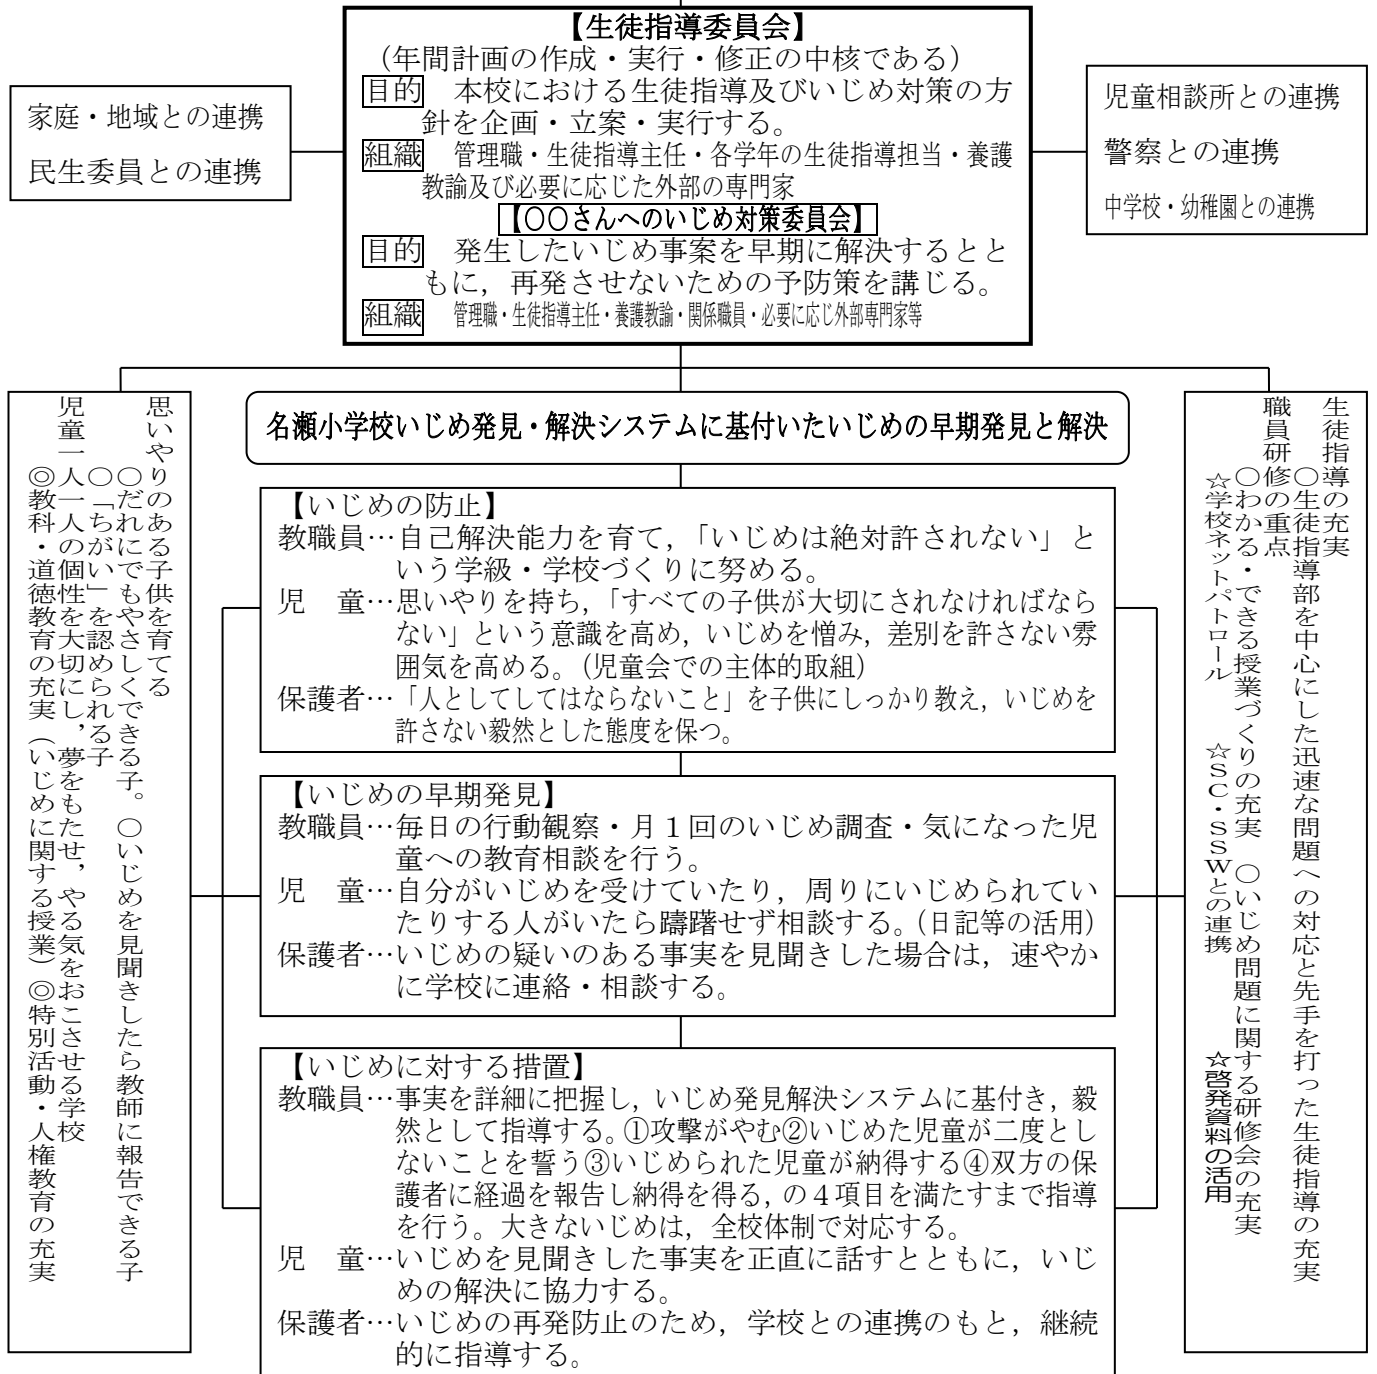 【生徒指導委員会】
（年間計画の作成・実行・修正の中核である）
目的　本校における生徒指導及びいじめ対策の方
針を企画・立案・実行する。
組織　管理職・生徒指導主任・各学年の生徒指導担当・養護
教諭及び必要に応じた外部の専門家
【〇〇さんへのいじめ対策委員会】
目的　発生したいじめ事案を早期に解決するとと
もに，再発させないための予防策を講じる。
組織　管理職・生徒指導主任・養護教諭・関係職員・必要に応じ外部専門家等
家庭・地域との連携
民生委員との連携
児童相談所との連携
警察との連携
中学校・幼稚園との連携
名瀬小学校いじめ発見・解決システムに基付いたいじめの早期発見と解決
【いじめの防止】
教職員…自己解決能力を育て，「いじめは絶対許されない」と
いう学級・学校づくりに努める。
児　童…思いやりを持ち，「すべての子供が大切にされなければなら
ない」という意識を高め，いじめを憎み，差別を許さない雰
囲気を高める。（児童会での主体的取組）
保護者…「人としてしてはならないこと」を子供にしっかり教え，いじめを
許さない毅然とした態度を保つ。
【いじめの早期発見】
教職員…毎日の行動観察・月１回のいじめ調査・気になった児
童への教育相談を行う。
児　童…自分がいじめを受けていたり，周りにいじめられてい
たりする人がいたら躊躇せず相談する。（日記等の活用）
保護者…いじめの疑いのある事実を見聞きした場合は，速やか
に学校に連絡・相談する。
【いじめに対する措置】
教職員…事実を詳細に把握し，いじめ発見解決システムに基付き，毅
然として指導する。①攻撃がやむ②いじめた児童が二度とし
ないことを誓う③いじめられた児童が納得する④双方の保
護者に経過を報告し納得を得る，の４項目を満たすまで指導
を行う。大きないじめは，全校体制で対応する。
児　童…いじめを見聞きした事実を正直に話すとともに，いじ
めの解決に協力する。
保護者…いじめの再発防止のため，学校との連携のもと，継続
的に指導する。
思いやりのある子供を育てる
〇だれにでもやさしくできる子。〇いじめを見聞きしたら教師に報告できる子
〇「ちがい」を認められる子
児童一人一人の個性を大切にし，夢をもたせ，やる気をおこさせる学校
◎教科・道徳教育の充実（いじめに関する授業）◎特別活動・人権教育の充実
生徒指導の充実
〇生徒指導部を中心にした迅速な問題への対応と先手を打った生徒指導の充実
職員研修の重点
〇わかる・できる授業づくりの充実　〇いじめ問題に関する研修会の充実
☆学校ネットパトロール　☆ＳＣ・ＳＳＷとの連携　☆啓発資料の活用